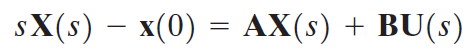 sX(s) − x(0) = AX(s) + BU(s)